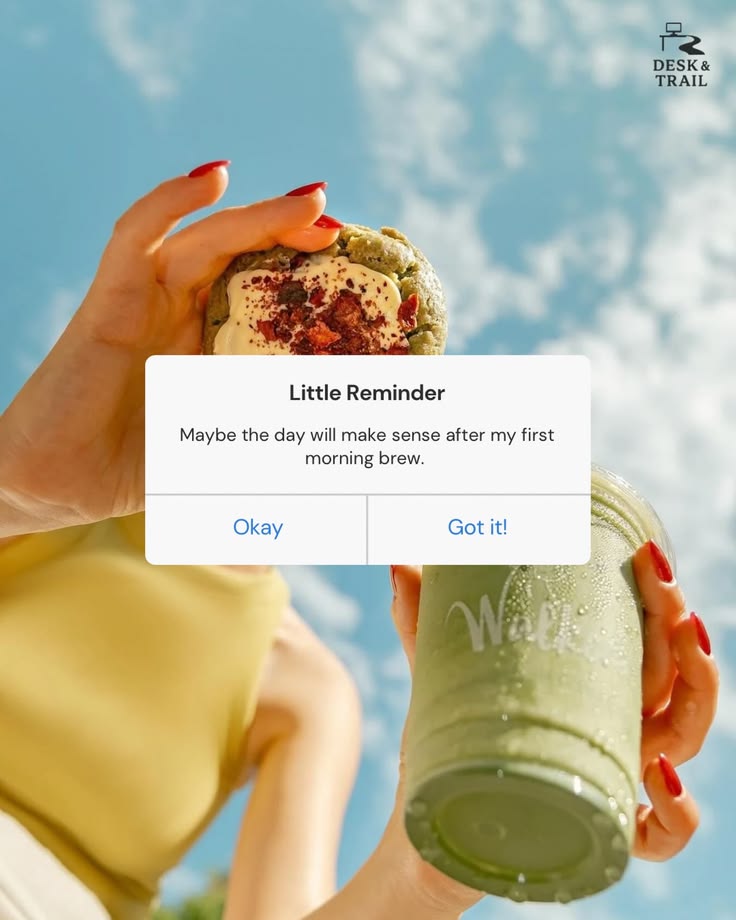 DESK &
TRAIL
Little Reminder
Maybe the day will make sense after my first
morning brew.
Okay
Got it!